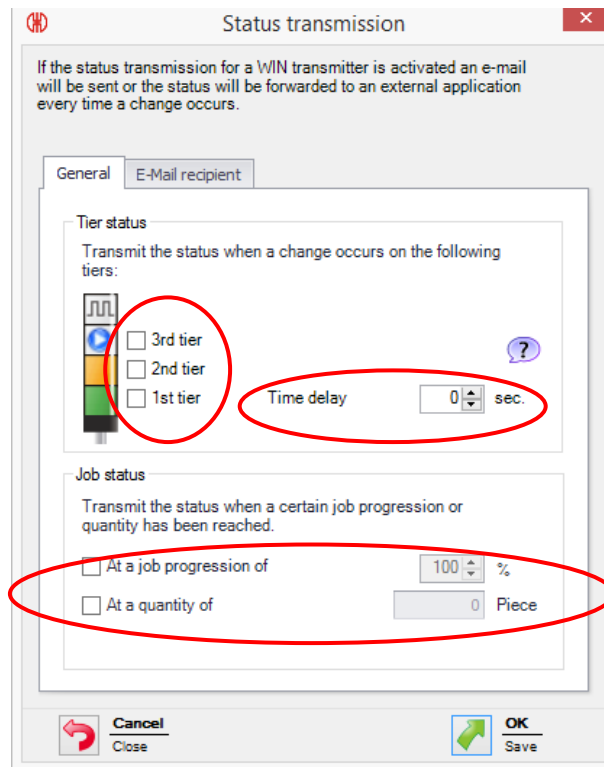 Status transmission
If the status transmission for a WIN transmitter is activated an e-mail
will be sent or the status will be forwarded to an external application
every time a change occurs.
General E-Mail recipient
Tier status
Transmit the status when a change occurs on the following
tiers:
3rd tier
?
2nd tier
1st tier Time delay 0 sec.
Job status
Transmit the status when a certain job progression or
quantity has been reached.
At a job progression of 100 %
At a quantity of 0 Piece
Cancel OK
Close Save